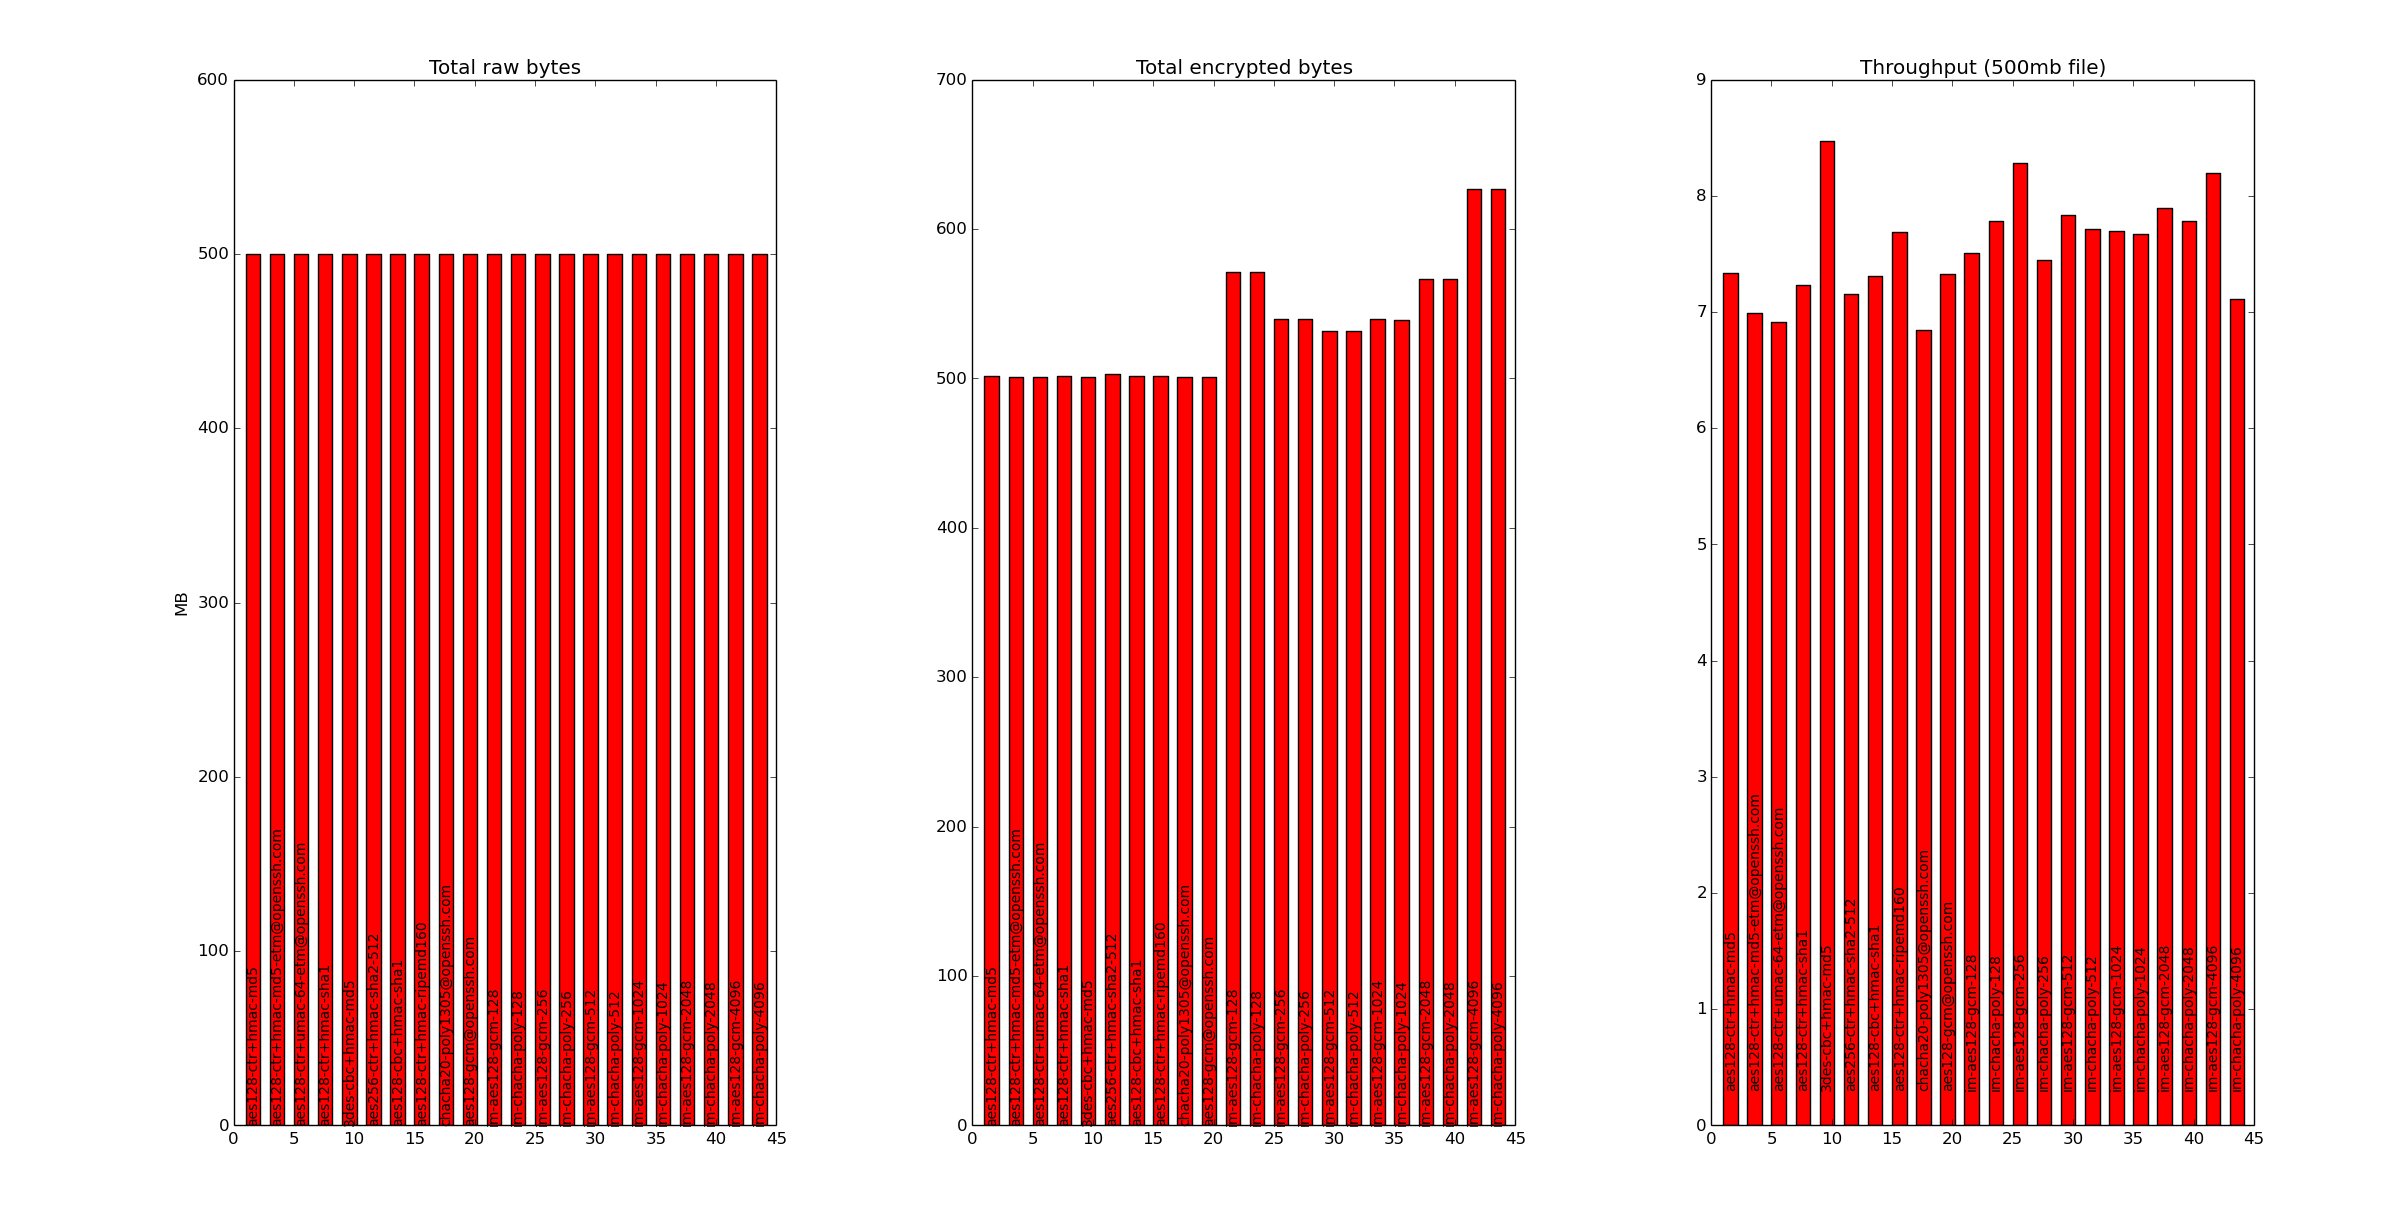 Total raw bytes
600
500
400
300
200
100
0
MB
aes128-ctr+hmac-md5
aes128-ctr+hmac-md5-etm@openssh.com
aes128-ctr+umac-64-etm@openssh.com
aes128-ctr+hmac-sha1
3des-cbc+hmac-md5
aes256-ctr+hmac-sha2-512
aes128-cbc+hmac-sha1
aes128-ctr+hmac-ripemd160
chacha20-poly1305@openssh.com
aes128-gcm@openssh.com
im-aes128-gcm-128
im-chacha-poly-128
im-aes128-gcm-256
im-chacha-poly-256
im-aes128-gcm-512
im-chacha-poly-512
im-aes128-gcm-1024
im-chacha-poly-1024
im-aes128-gcm-2048
im-chacha-poly-2048
im-aes128-gcm-4096
im-chacha-poly-4096
0 5 10 15 20 25 30 35 40 45
Total encrypted bytes
700
600
500
400
300
200
100
0
aes128-ctr+hmac-md5
aes128-ctr+hmac-md5-etm@openssh.com
aes128-ctr+umac-64-etm@openssh.com
aes128-ctr+hmac-sha1
3des-cbc+hmac-md5
aes256-ctr+hmac-sha2-512
aes128-cbc+hmac-sha1
aes128-ctr+hmac-ripemd160
chacha20-poly1305@openssh.com
aes128-gcm@openssh.com
im-aes128-gcm-128
im-chacha-poly-128
im-aes128-gcm-256
im-chacha-poly-256
im-aes128-gcm-512
im-chacha-poly-512
im-aes128-gcm-1024
im-chacha-poly-1024
im-aes128-gcm-2048
im-chacha-poly-2048
im-aes128-gcm-4096
im-chacha-poly-4096
0 5 10 15 20 25 30 35 40 45
Throughput (500mb file)
9
8
7
6
5
4
3
2
1
0
aes128-ctr+hmac-md5
aes128-ctr+hmac-md5-etm@openssh.com
aes128-ctr+umac-64-etm@openssh.com
aes128-ctr+hmac-sha1
3des-cbc+hmac-md5
aes256-ctr+hmac-sha2-512
aes128-cbc+hmac-sha1
aes128-ctr+hmac-ripemd160
chacha20-poly1305@openssh.com
aes128-gcm@openssh.com
im-aes128-gcm-128
im-chacha-poly-128
im-aes128-gcm-256
im-chacha-poly-256
im-aes128-gcm-512
im-chacha-poly-512
im-aes128-gcm-1024
im-chacha-poly-1024
im-aes128-gcm-2048
im-chacha-poly-2048
im-aes128-gcm-4096
im-chacha-poly-4096
0 5 10 15 20 25 30 35 40 45